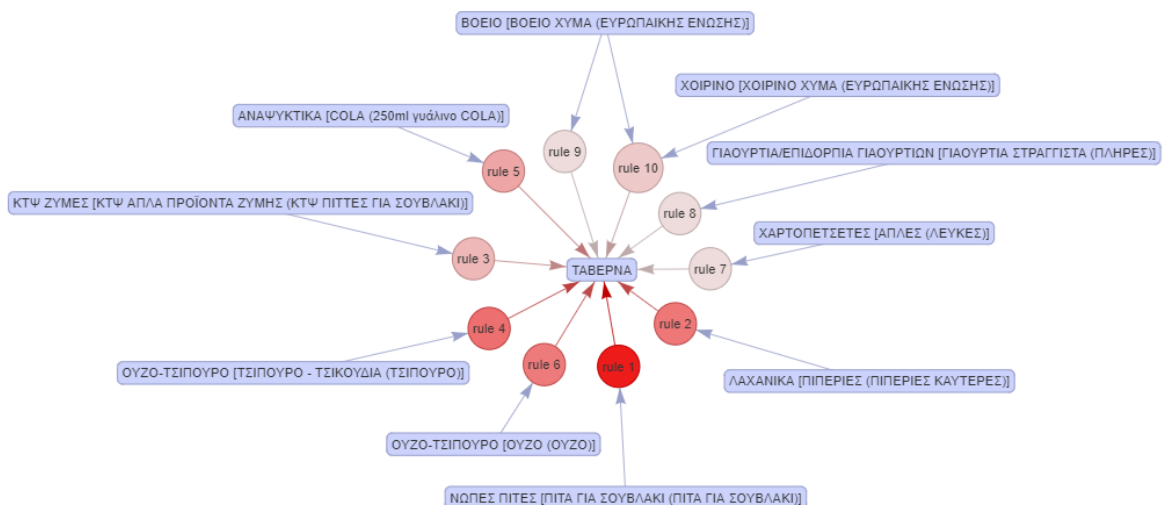 ΒΟΕΙΟ [ΒΟΕΙΟ ΧΥΜΑ (ΕΥΡΩΠΑΙΚΗΣ ΕΝΩΣΗΣ)]
ΧΟΙΡΙΝΟ [ΧΟΙΡΙΝΟ ΧΥΜΑ (ΕΥΡΩΠΑΙΚΗΣ ΕΝΩΣΗΣ)]
ΑΝΑΨΥΚΤΙΚΑ [COLA (250ml γυάλινο COLA)]
rule 9
ΓΙΑΟΥΡΤΙΑ/ΕΠΙΔΟΡΠΙΑ ΓΙΑΟΥΡΤΙΩΝ [ΓΙΑΟΥΡΤΙΑ ΣΤΡΑΓΓΙΣΤΑ (ΠΛΗΡΕΣ)]
rule 5
rule 10
ΚΤΨ ΖΥΜΕΣ [ΚΤΨ ΑΠΛΑ ΠΡΟΪΟΝΤΑ ΖΥΜΗΣ (ΚΤΨ ΠΙΤΤΕΣ ΓΙΑ ΣΟΥΒΛΑΚΙ)]
rule 8
ΧΑΡΤΟΠΕΤΣΕΤΕΣ [ΑΠΛΕΣ (ΛΕΥΚΕΣ)]
rule 3
ΤΑΒΕΡΝΑ
rule 7
rule 4
rule 2
rule 6
rule 1
ΟΥΖΟ-ΤΣΙΠΟΥΡΟ [ΤΣΙΠΟΥΡΟ - ΤΣΙΚΟΥΔΙΑ (ΤΣΙΠΟΥΡΟ)]
ΛΑΧΑΝΙΚΑ [ΠΙΠΕΡΙΕΣ (ΠΙΠΕΡΙΕΣ ΚΑΥΤΕΡΕΣ)]
ΟΥΖΟ-ΤΣΙΠΟΥΡΟ [ΟΥΖΟ (ΟΥΖΟ)]
ΝΩΠΕΣ ΠΙΤΕΣ [ΠΙΤΑ ΓΙΑ ΣΟΥΒΛΑΚΙ (ΠΙΤΑ ΓΙΑ ΣΟΥΒΛΑΚΙ)]